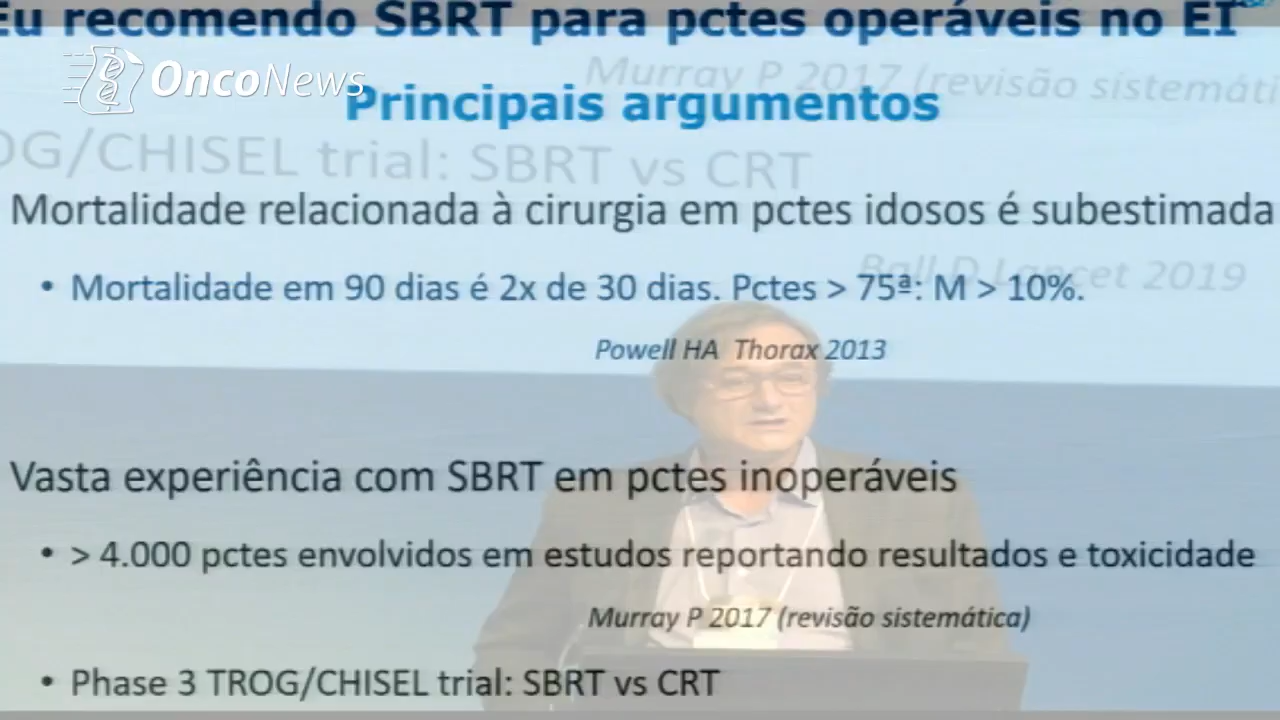 Eu recomendo SBRT para pctes operáveis no EI
OncoNews
Murray P 2017 (revisão
Principais argumentos
OG/CHISEL trial: SBRT vs CRT
Mortalidade relacionada à cirurgia em pctes idosos é subestimada
Ball D Lancet 2019
• Mortalidade em 90 dias é 2x de 30 dias. Pctes > 75ª: M > 10%.
Powell HA Thorax 2013
Vasta experiência com SBRT em pctes inoperáveis
• > 4.000 pctes envolvidos em estudos reportando resultados e toxicidade
Murray P 2017 (revisão sistemática)
• Phase 3 TROG/CHISEL trial: SBRT vs CRT